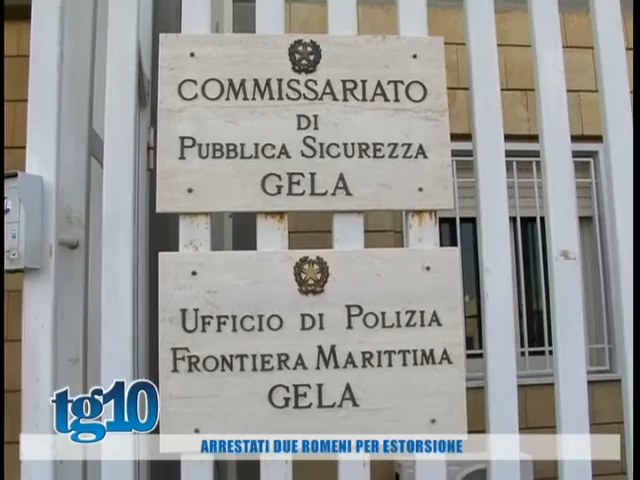 COMMISSARIATO
DI
PUBBLICA SICUREZZA
GELA
UFFICIO DI POLIZIA
FRONTIERA MARITTIMA
GELA
tg10
ARRESTATI DUE ROMENI PER ESTORSIONE